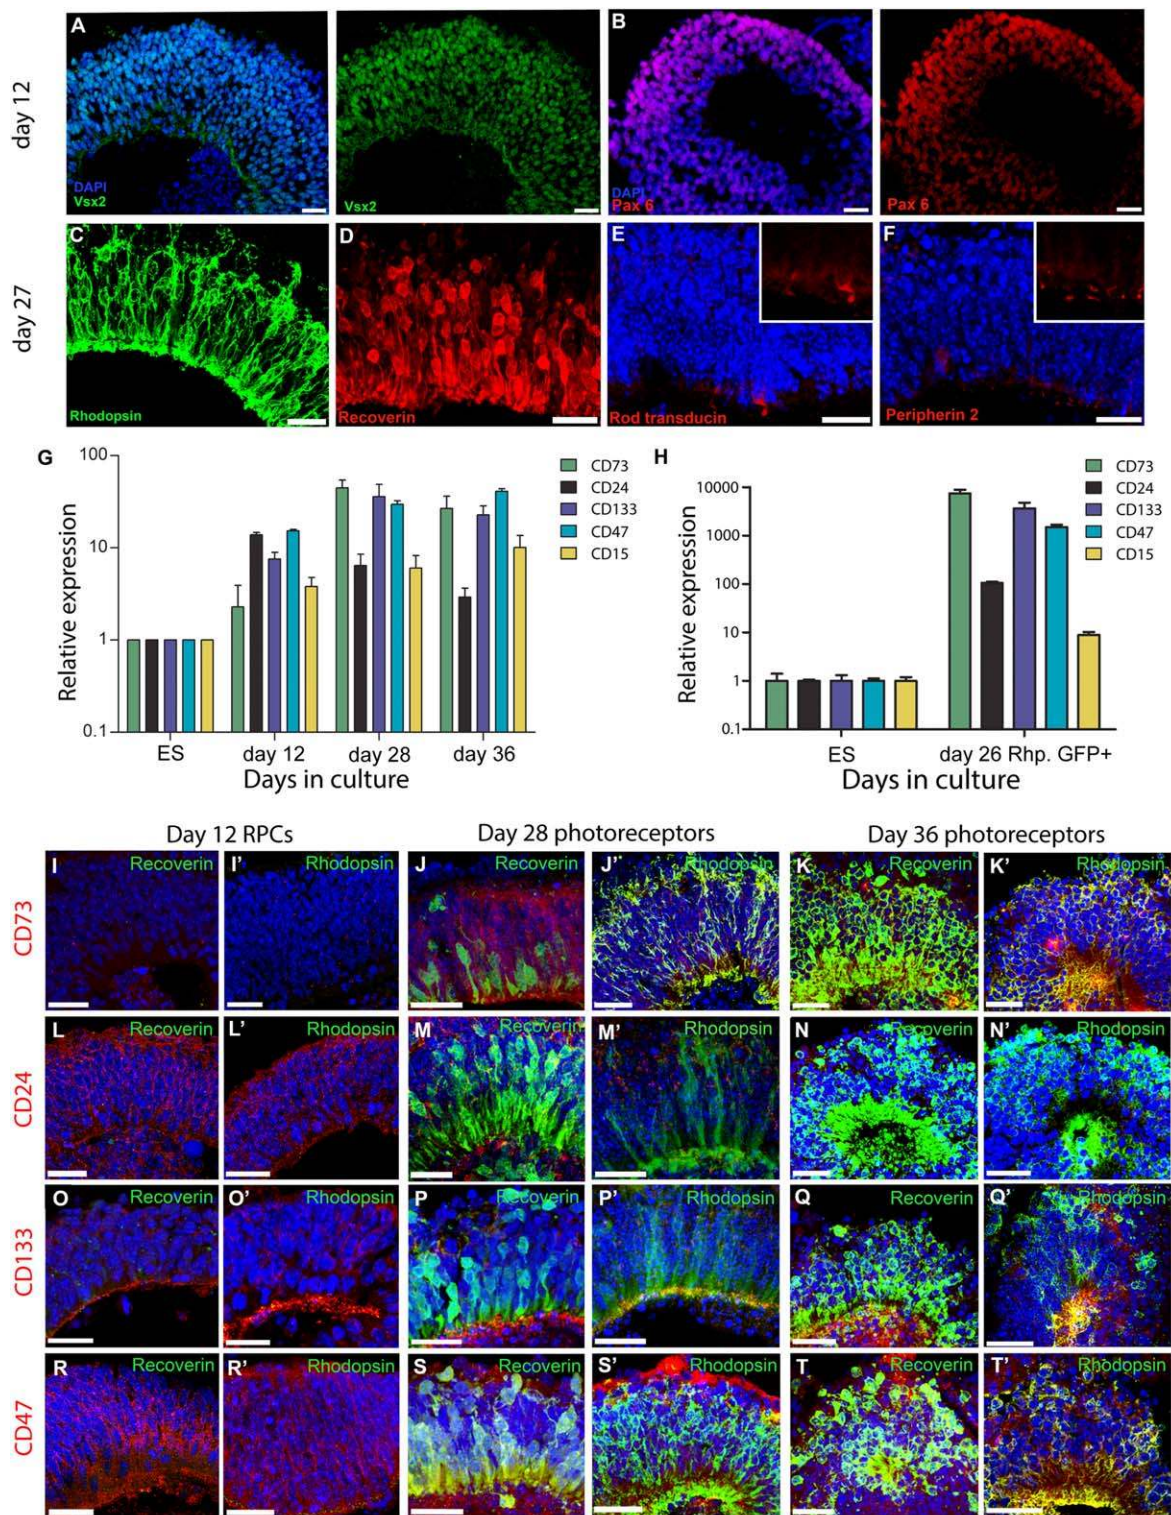 day 12
A
DAPI
Vsx2
Vsx2
B
DAPI
Pax 6
Pax 6
day 27
C
Rhodopsin
D
Recoverin
E
Rod transducin
F
Peripherin 2
G
Relative expression
100
10
1
0.1
ES
day 12
day 28
day 36
Days in culture
CD73
CD24
CD133
CD47
CD15
H
Relative expression
10000
1000
100
10
1
0.1
ES
day 26 Rhp. GFP+
Days in culture
CD73
CD24
CD133
CD47
CD15
Day 12 RPCs
Day 28 photoreceptors
Day 36 photoreceptors
CD73
I Recoverin
I' Rhodopsin
J Recoverin
J' Rhodopsin
K Recoverin
K' Rhodopsin
CD24
L Recoverin
L' Rhodopsin
M Recoverin
M' Rhodopsin
N Recoverin
N' Rhodopsin
CD133
O Recoverin
O' Rhodopsin
P Recoverin
P' Rhodopsin
Q Recoverin
Q' Rhodopsin
CD47
R Recoverin
R' Rhodopsin
S Recoverin
S' Rhodopsin
T Recoverin
T' Rhodopsin